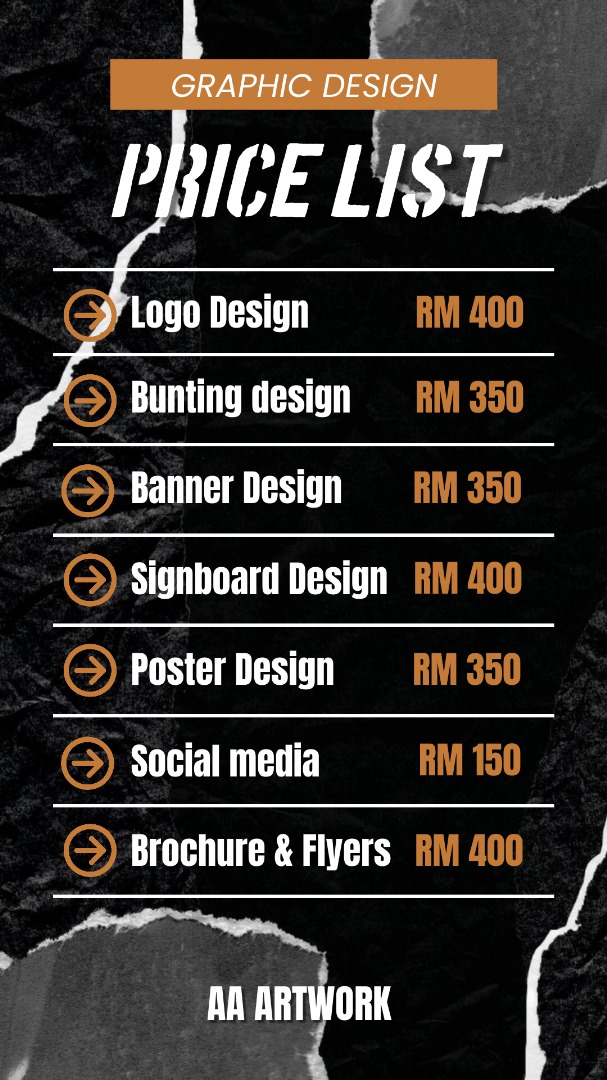 GRAPHIC DESIGN
PRICE LIST
Logo Design RM 400
Bunting design RM 350
Banner Design RM 350
Signboard Design RM 400
Poster Design RM 350
Social media RM 150
Brochure & Flyers RM 400
AA ARTWORK